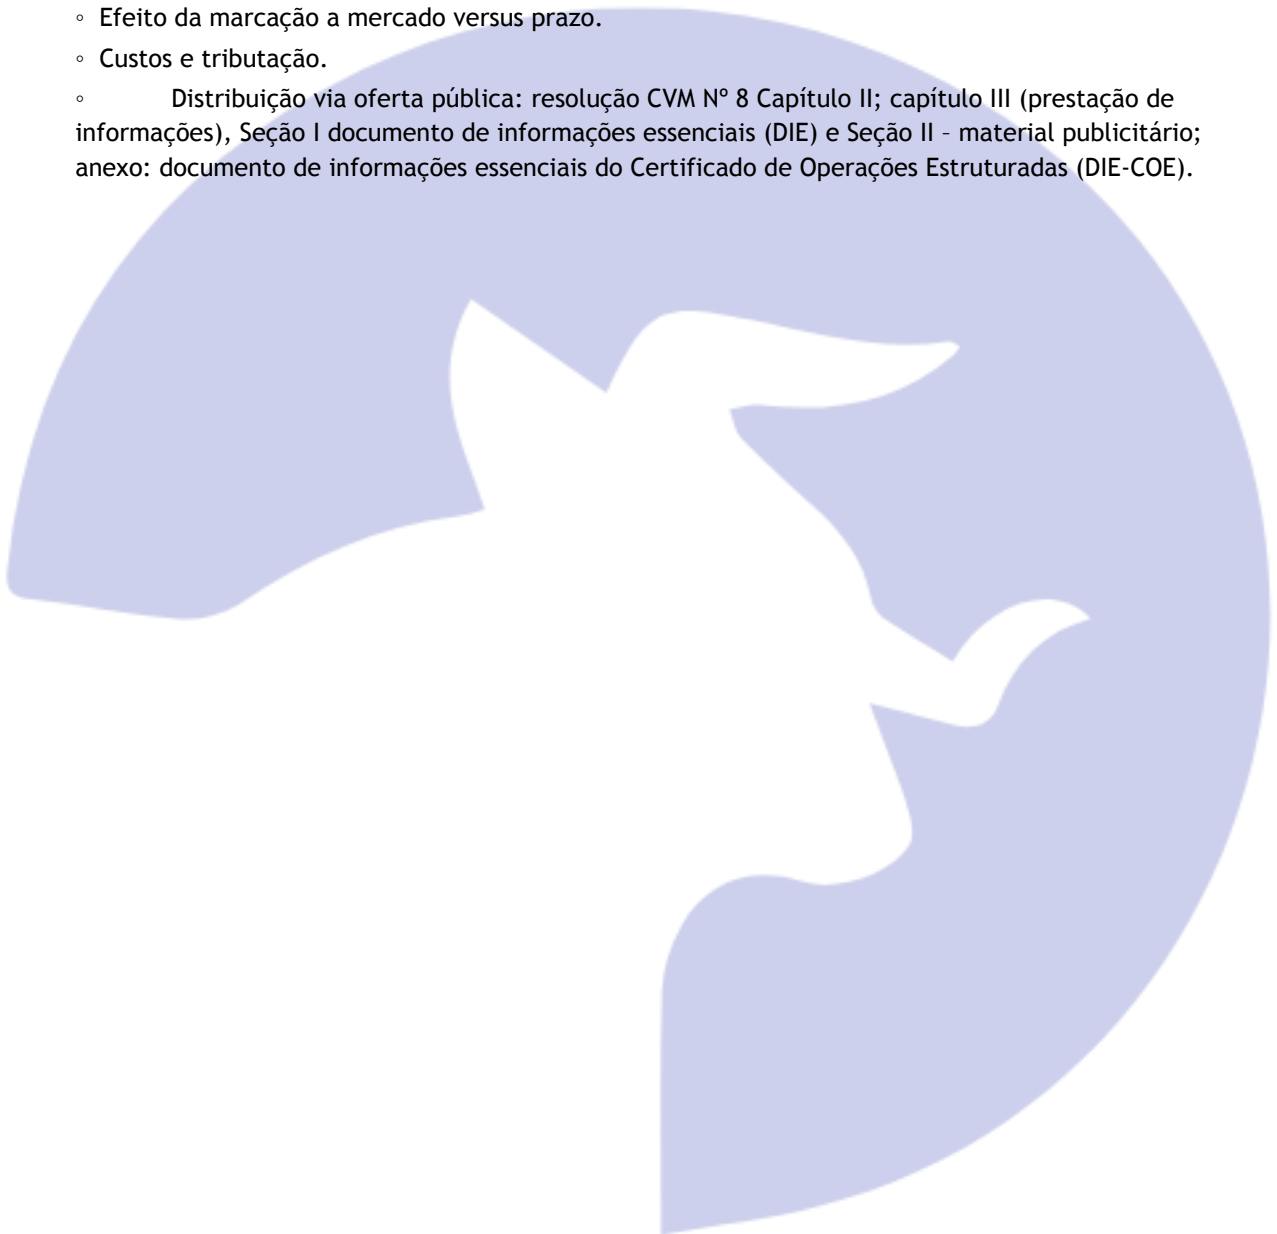 ◦ Efeito da marcação a mercado versus prazo.
◦ Custos e tributação.
◦ Distribuição via oferta pública: resolução CVM Nº 8 Capítulo II; capítulo III (prestação de
informações), Seção I documento de informações essenciais (DIE) e Seção II – material publicitário;
anexo: documento de informações essenciais do Certificado de Operações Estruturadas (DIE-COE).